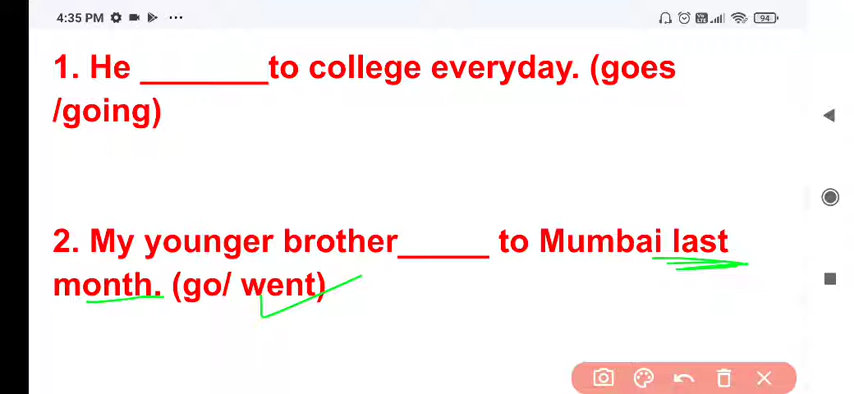 4:35 PM
94
1. He ________to college everyday. (goes
/going)
2. My younger brother_____ to Mumbai last
month. (go/ went)